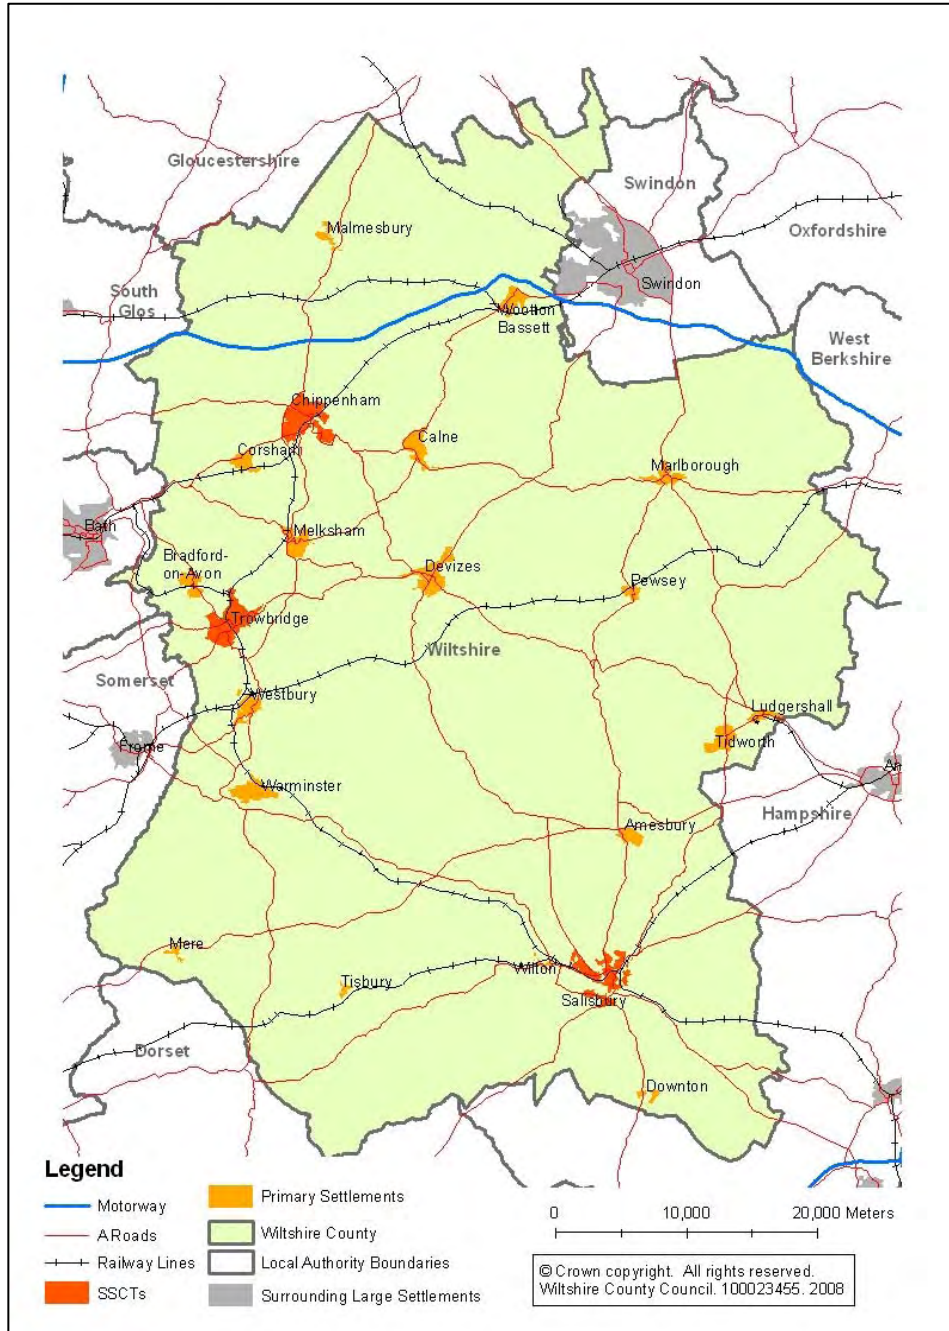 Gloucestershire
Swindon
Oxfordshire
Malmesbury
Swindon
South
Glos
Wootton
Bassett
West
Berkshire
Chippenham
Calne
Corsham
Marlborough
Bath
Melksham
Bradford-
on-Avon
Devizes
Pewsey
Trowbridge
Wiltshire
Somerset
Westbury
Ludgershall
Frome
Tidworth
An
Warminster
Hampshire
Amesbury
Mere
Wilton
Tisbury
Salisbury
Dorset
Downton
Legend
Motorway
A Roads
Railway Lines
SSCTs
Primary Settlements
Wiltshire County
Local Authority Boundaries
Surrounding Large Settlements
0 10,000 20,000 Meters
© Crown copyright. All rights reserved.
Wiltshire County Council. 100023455. 2008